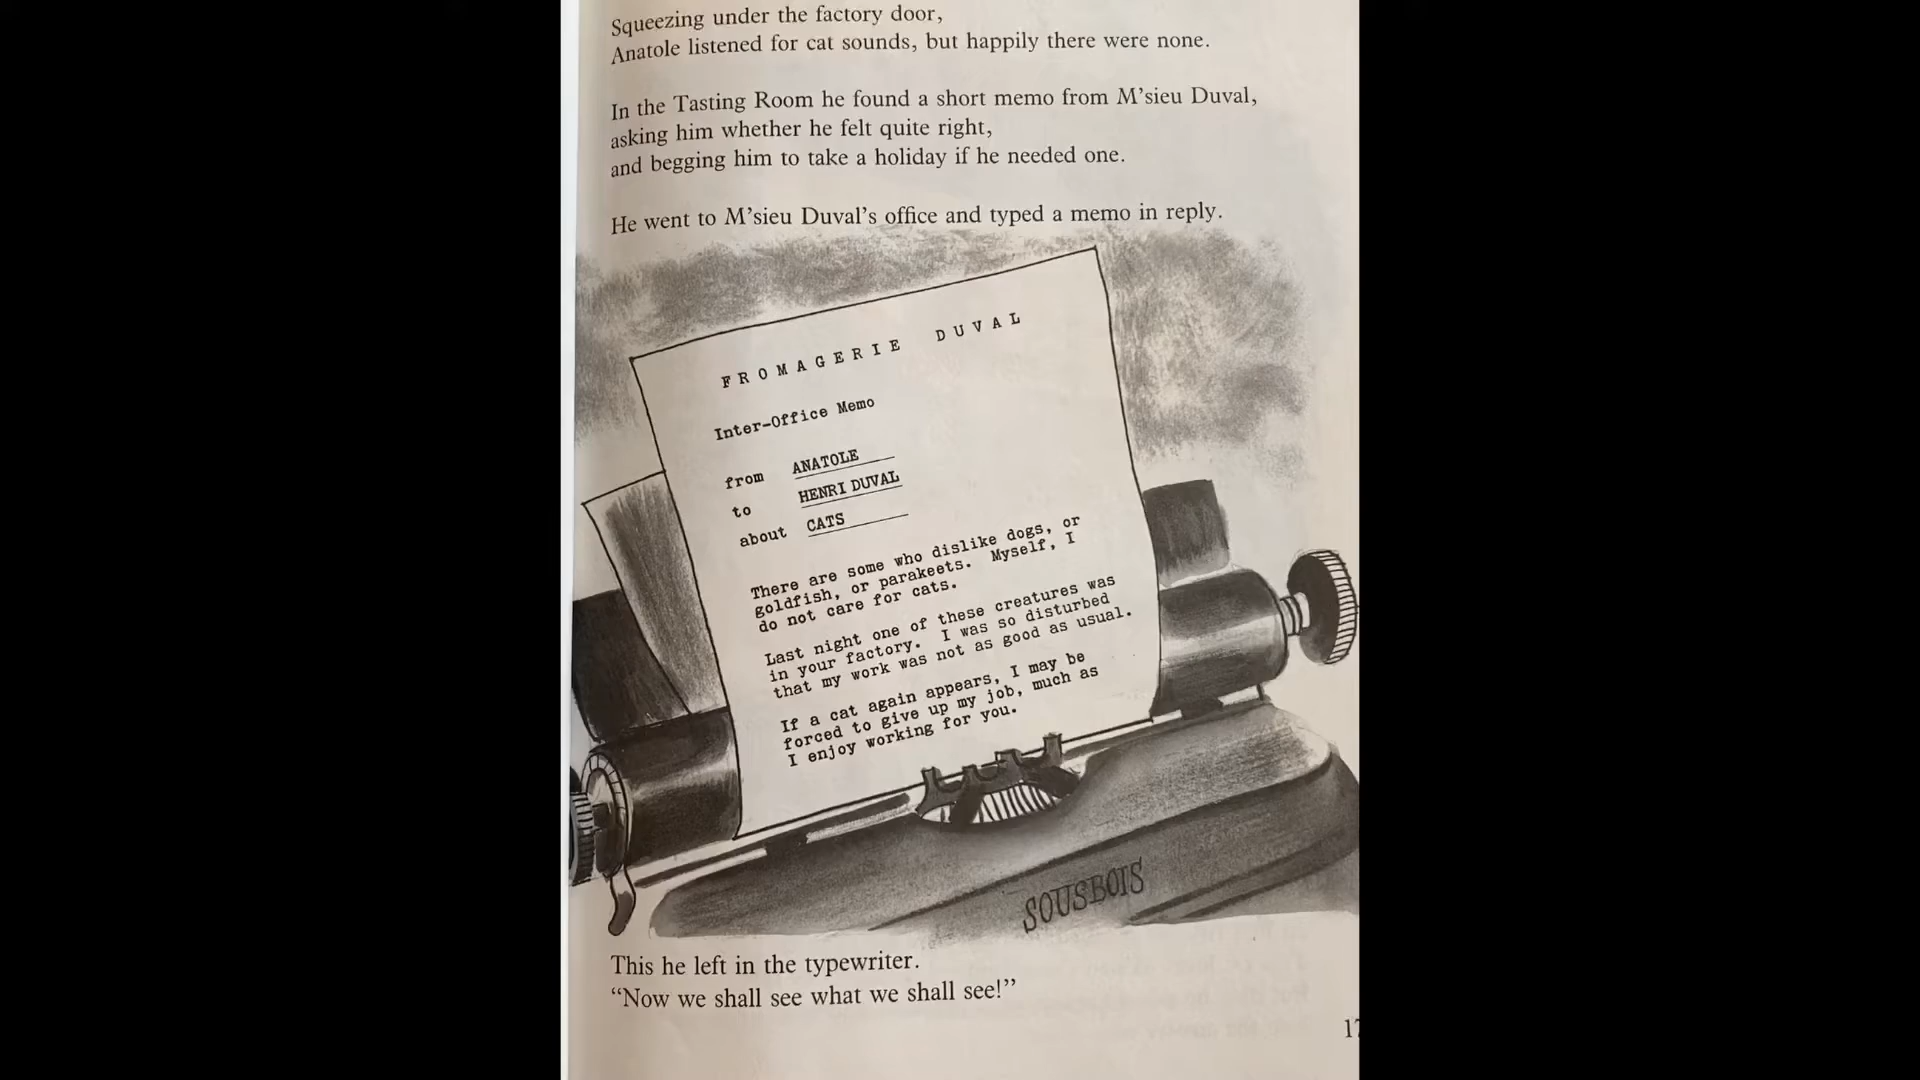 Squeezing under the factory door,
Anatole listened for cat sounds, but happily there were none.
In the Tasting Room he found a short memo from M’sieu Duval,
asking him whether he felt quite right,
and begging him to take a holiday if he needed one.
He went to M’sieu Duval’s office and typed a memo in reply.
FROMAGERIE DUVAL
Inter-Office Memo
from ANATOLE
to HENRI DUVAL
about CATS
There are some who dislike dogs, or
goldfish, or parakeets. Myself, I
do not care for cats.
Last night one of these creatures was
in your factory. I was so disturbed
that my work was not as good as usual.
If a cat again appears, I may be
forced to give up my job, much as
I enjoy working for you.
SOUSBOIS
This he left in the typewriter.
“Now we shall see what we shall see!”
17